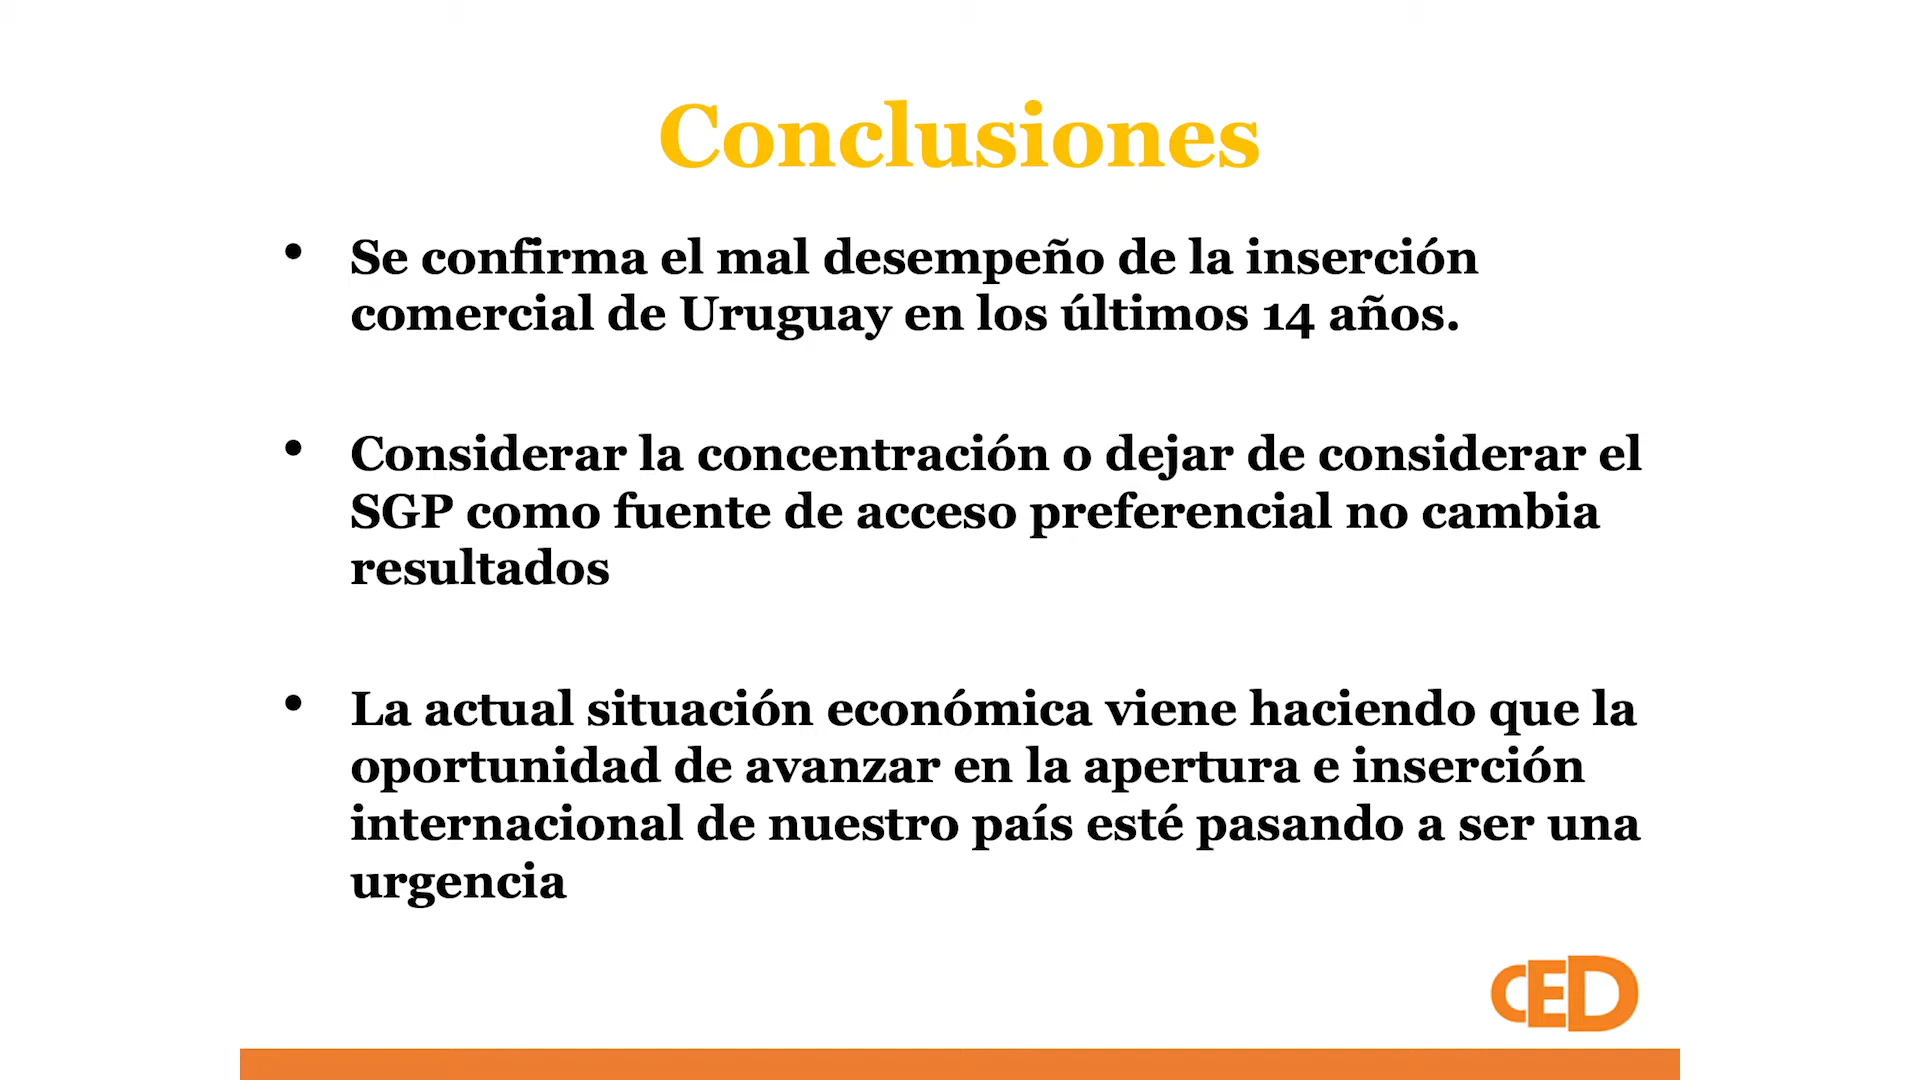 Conclusiones
• Se confirma el mal desempeño de la inserción
comercial de Uruguay en los últimos 14 años.
• Considerar la concentración o dejar de considerar el
SGP como fuente de acceso preferencial no cambia
resultados
• La actual situación económica viene haciendo que la
oportunidad de avanzar en la apertura e inserción
internacional de nuestro país esté pasando a ser una
urgencia
CED